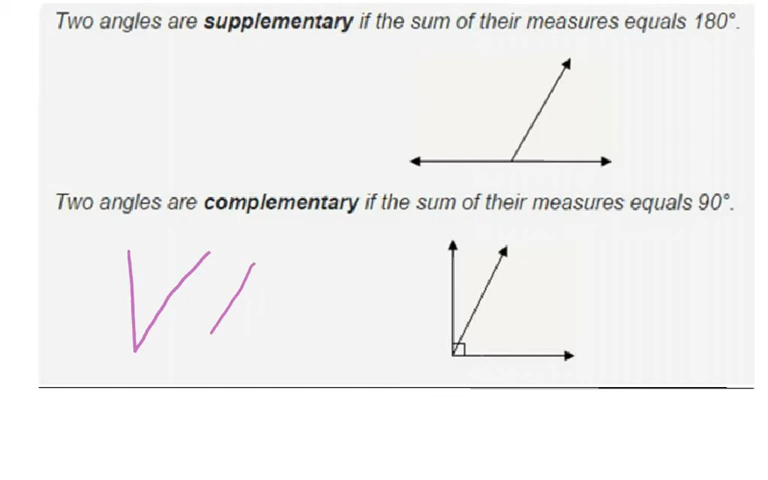 Two angles are supplementary if the sum of their measures equals 180°.
Two angles are complementary if the sum of their measures equals 90°.